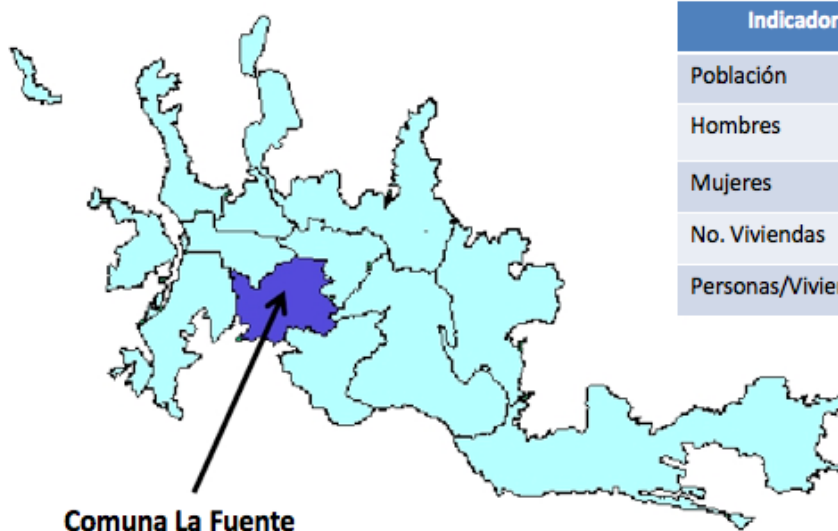 Indicador
Población
Hombres
Mujeres
No. Viviendas
Comuna La Fuente